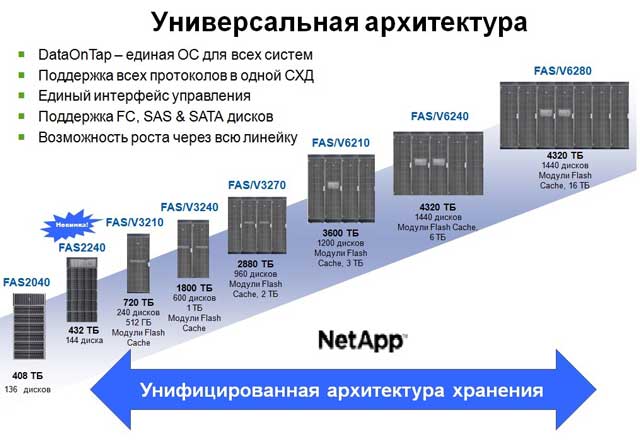 Универсальная архитектура
DataOnTap – единая ОС для всех систем
Поддержка всех протоколов в одной СХД
Единый интерфейс управления
Поддержка FC, SAS & SATA дисков
Возможность роста через всю линейку
FAS2040
408 ТБ
136 дисков
Новинка!
FAS2240
432 ТБ
144 диска
FAS/V3210
720 ТБ
240 дисков
512 ГБ
Модули Flash
Cache
FAS/V3240
1800 ТБ
600 дисков
1 ТБ
Модули Flash
Cache
FAS/V3270
2880 ТБ
960 дисков
Модули Flash
Cache, 2 ТБ
FAS/V6210
3600 ТБ
1200 дисков
Модули Flash
Cache, 3 ТБ
FAS/V6240
4320 ТБ
1440 дисков
Модули Flash Cache,
6 ТБ
FAS/V6280
4320 ТБ
1440 дисков
Модули Flash
Cache, 16 ТБ
NetApp™
Унифицированная архитектура хранения